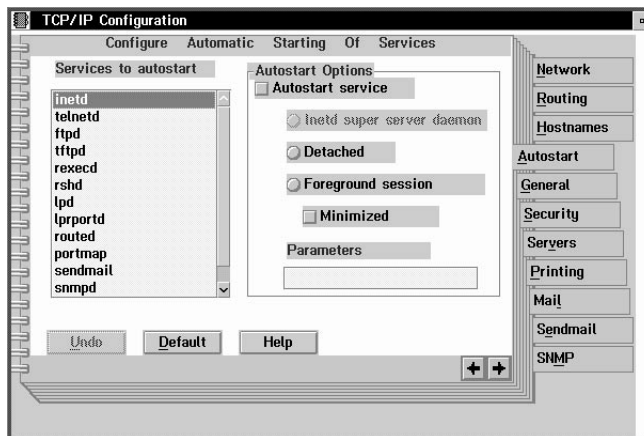 TCP/IP Configuration
Configure Automatic Starting Of Services
Services to autostart
inetd
telnetd
ftpd
tftpd
rexecd
rshd
lpd
lprportd
routed
portmap
sendmail
snmpd
Autostart Options
Autostart service
Inetd super server daemon
Detached
Foreground session
Minimized
Parameters
Undo
Default
Help
Network
Routing
Hostnames
Autostart
General
Security
Servers
Printing
Mail
Sendmail
SNMP